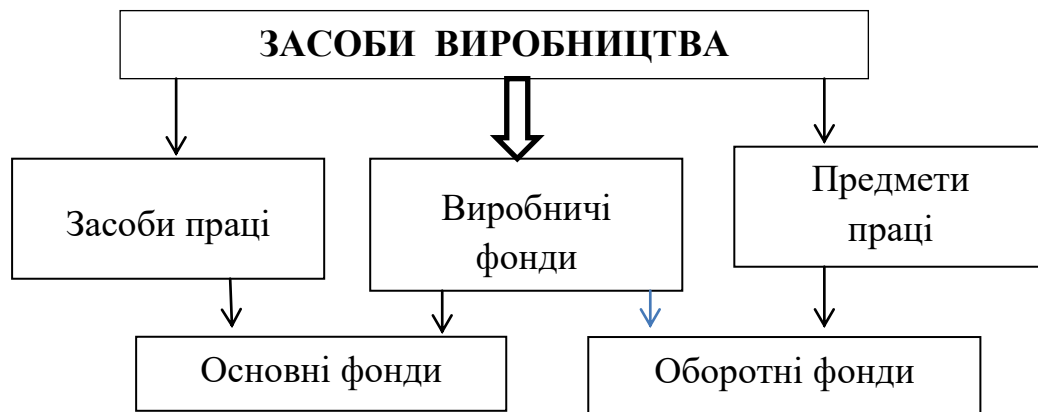 ЗАСОБИ ВИРОБНИЦТВА
Засоби праці
Виробничі
фонди
Предмети
праці
Основні фонди
Оборотні фонди